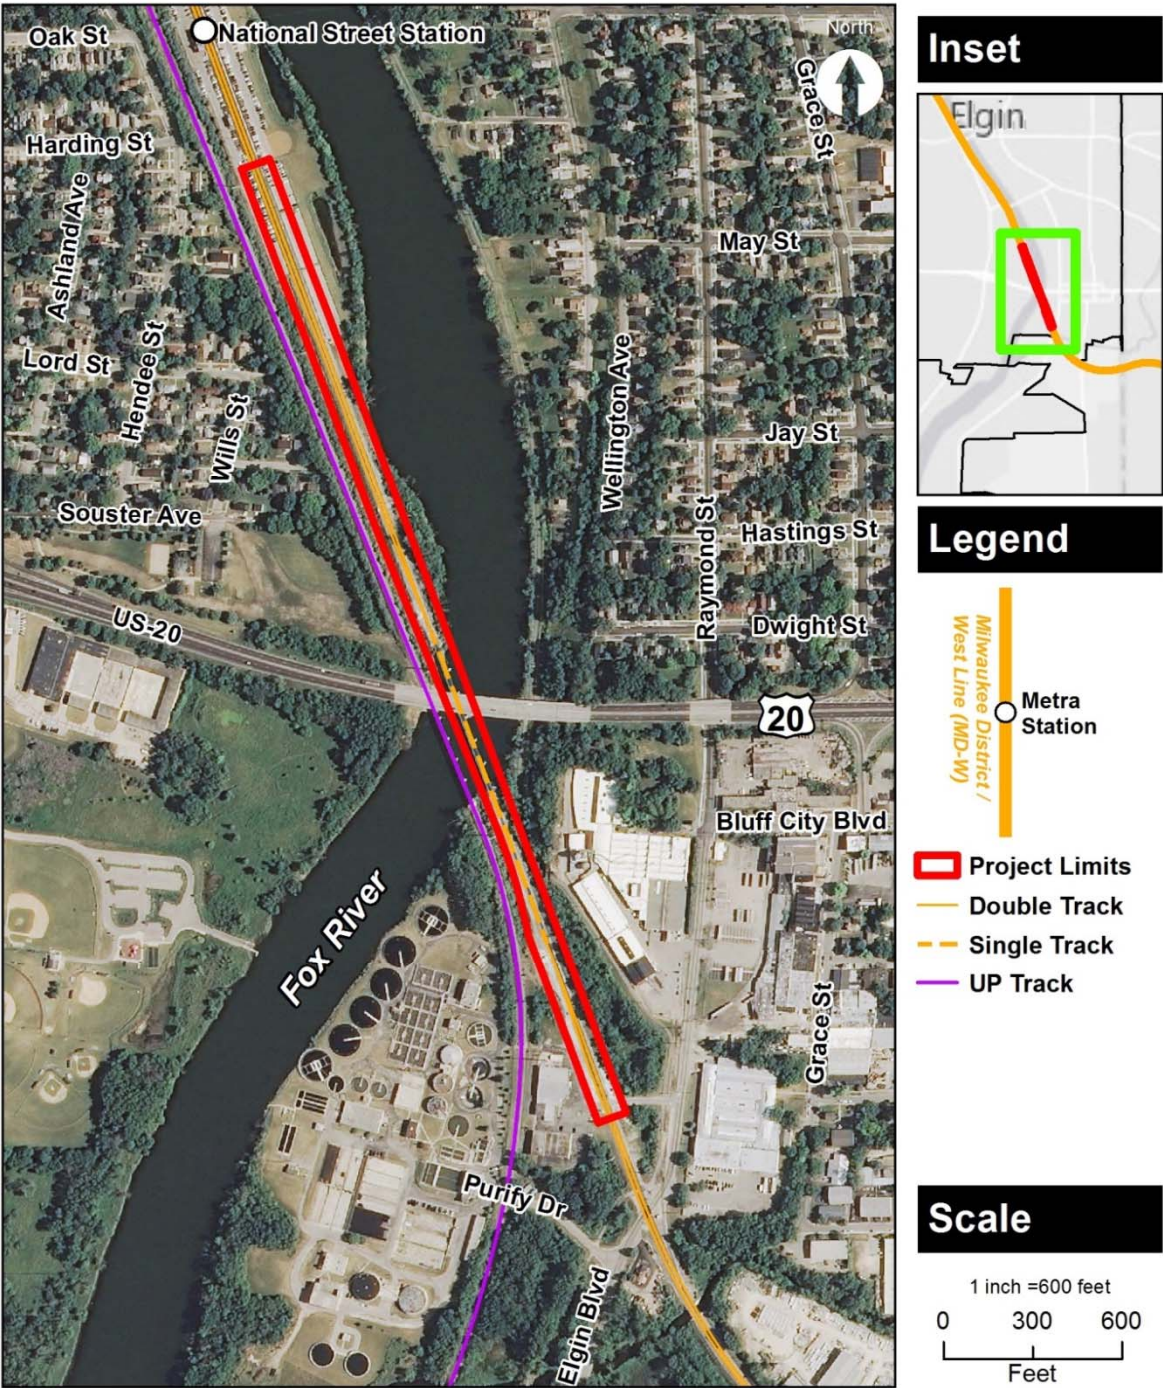 Oak St
National Street Station
North
Grace St
Harding St
Ashland Ave
May St
Lord St
Hendee St
Wills St
Wellington Ave
Jay St
Souster Ave
Raymond St
Hastings St
US-20
Dwight St
20
Bluff City Blvd
Fox River
Grace St
Purify Dr
Elgin Blvd
Inset
Elgin
Legend
Milwaukee District /
West Line (MD-W)
Metra
Station
Project Limits
Double Track
Single Track
UP Track
Scale
1 inch =600 feet
0 300 600
Feet